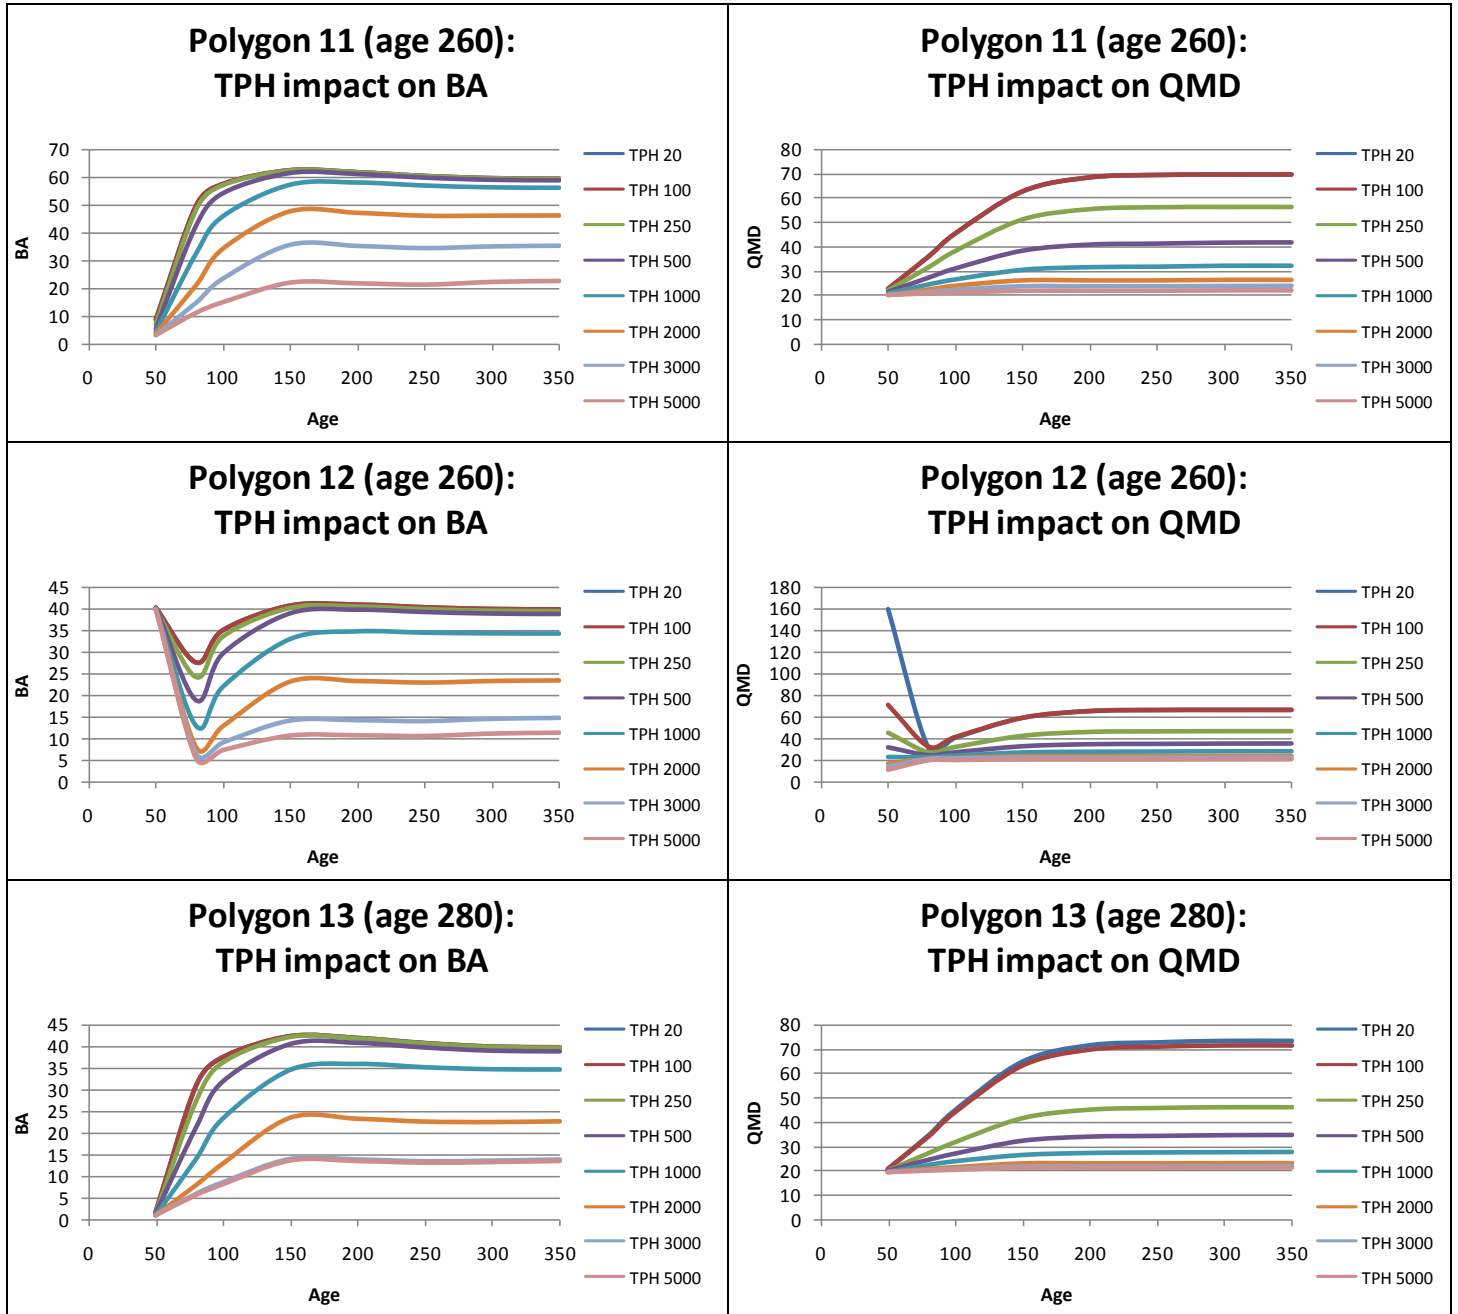 Polygon 11 (age 260):
TPH impact on BA
BA
70
60
50
40
30
20
10
0
0 50 100 150 200 250 300 350
Age
TPH 20
TPH 100
TPH 250
TPH 500
TPH 1000
TPH 2000
TPH 3000
TPH 5000
Polygon 11 (age 260):
TPH impact on QMD
QMD
80
70
60
50
40
30
20
10
0
0 50 100 150 200 250 300 350
Age
TPH 20
TPH 100
TPH 250
TPH 500
TPH 1000
TPH 2000
TPH 3000
TPH 5000
Polygon 12 (age 260):
TPH impact on BA
BA
45
40
35
30
25
20
15
10
5
0
0 50 100 150 200 250 300 350
Age
TPH 20
TPH 100
TPH 250
TPH 500
TPH 1000
TPH 2000
TPH 3000
TPH 5000
Polygon 12 (age 260):
TPH impact on QMD
QMD
180
160
140
120
100
80
60
40
20
0
0 50 100 150 200 250 300 350
Age
TPH 20
TPH 100
TPH 250
TPH 500
TPH 1000
TPH 2000
TPH 3000
TPH 5000
Polygon 13 (age 280):
TPH impact on BA
BA
45
40
35
30
25
20
15
10
5
0
0 50 100 150 200 250 300 350
Age
TPH 20
TPH 100
TPH 250
TPH 500
TPH 1000
TPH 2000
TPH 3000
TPH 5000
Polygon 13 (age 280):
TPH impact on QMD
QMD
80
70
60
50
40
30
20
10
0
0 50 100 150 200 250 300 350
Age
TPH 20
TPH 100
TPH 250
TPH 500
TPH 1000
TPH 2000
TPH 3000
TPH 5000